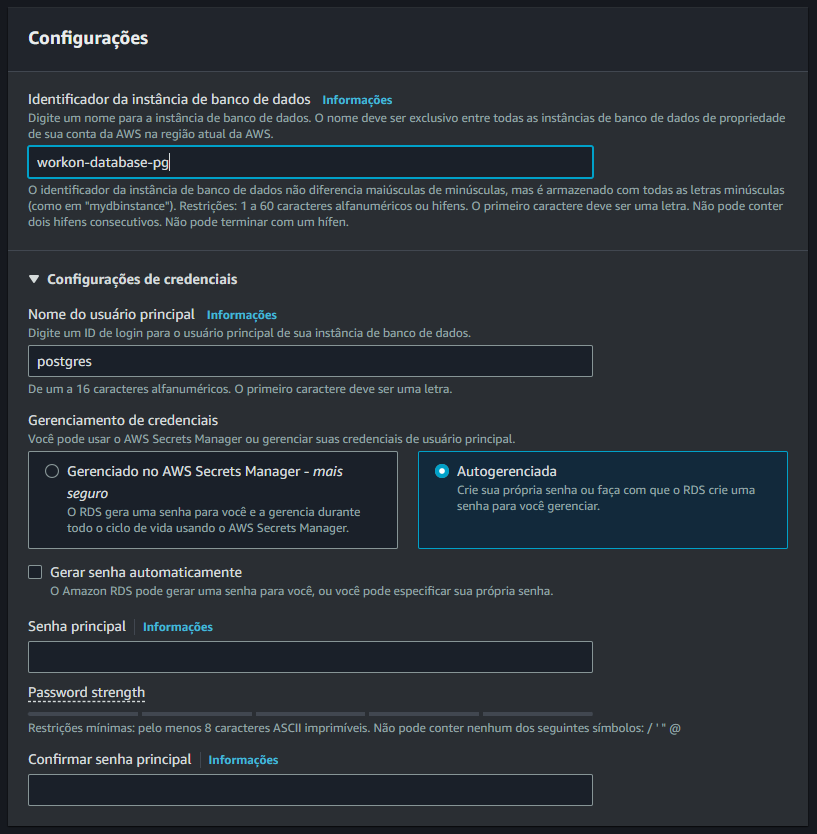 Configurações
Identificador da instância de banco de dados Informações
Digite um nome para a instância de banco de dados. O nome deve ser exclusivo entre todas as instâncias de banco de dados de propriedade
de sua conta da AWS na região atual da AWS.
workon-database-pg
O identificador da instância de banco de dados não diferencia maiúsculas de minúsculas, mas é armazenado com todas as letras minúsculas
(como em "mydbinstance"). Restrições: 1 a 60 caracteres alfanuméricos ou hifens. O primeiro caractere deve ser uma letra. Não pode conter
dois hifens consecutivos. Não pode terminar com um hífen.
Configurações de credenciais
Nome do usuário principal Informações
Digite um ID de login para o usuário principal de sua instância de banco de dados.
postgres
De um a 16 caracteres alfanuméricos. O primeiro caractere deve ser uma letra.
Gerenciamento de credenciais
Você pode usar o AWS Secrets Manager ou gerenciar suas credenciais de usuário principal.
Gerenciado no AWS Secrets Manager - mais
seguro
O RDS gera uma senha para você e a gerencia durante
todo o ciclo de vida usando o AWS Secrets Manager.
Autogerenciada
Crie sua própria senha ou faça com que o RDS crie uma
senha para você gerenciar.
Gerar senha automaticamente
O Amazon RDS pode gerar uma senha para você, ou você pode especificar sua própria senha.
Senha principal Informações
Password strength
Restrições mínimas: pelo menos 8 caracteres ASCII imprimíveis. Não pode conter nenhum dos seguintes símbolos: / ' " @
Confirmar senha principal Informações